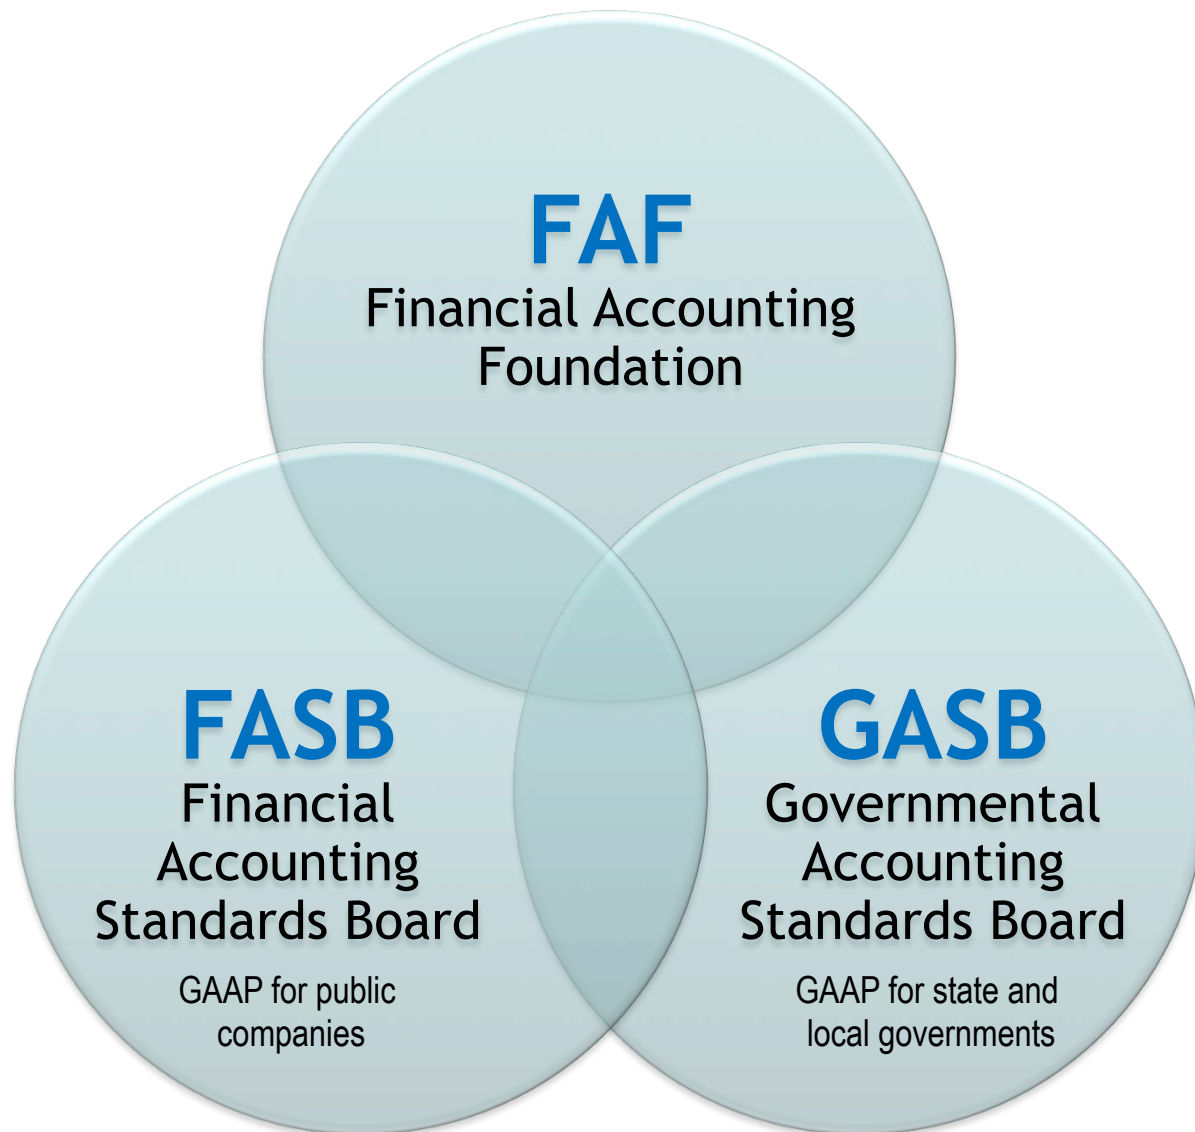 FAF
Financial Accounting
Foundation
FASB
Financial
Accounting
Standards Board
GAAP for public
companies
GASB
Governmental
Accounting
Standards Board
GAAP for state and
local governments